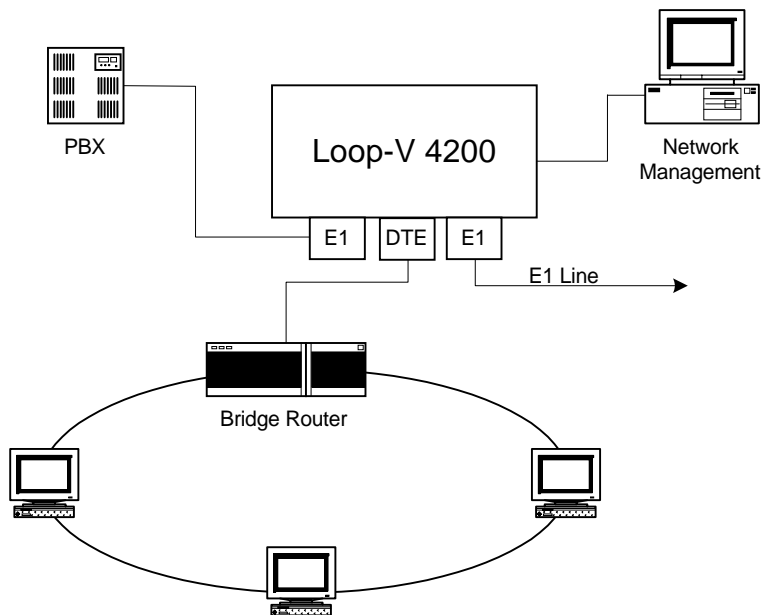 PBX
Loop-V 4200
Network
Management
E1
DTE
E1
E1 Line
Bridge Router